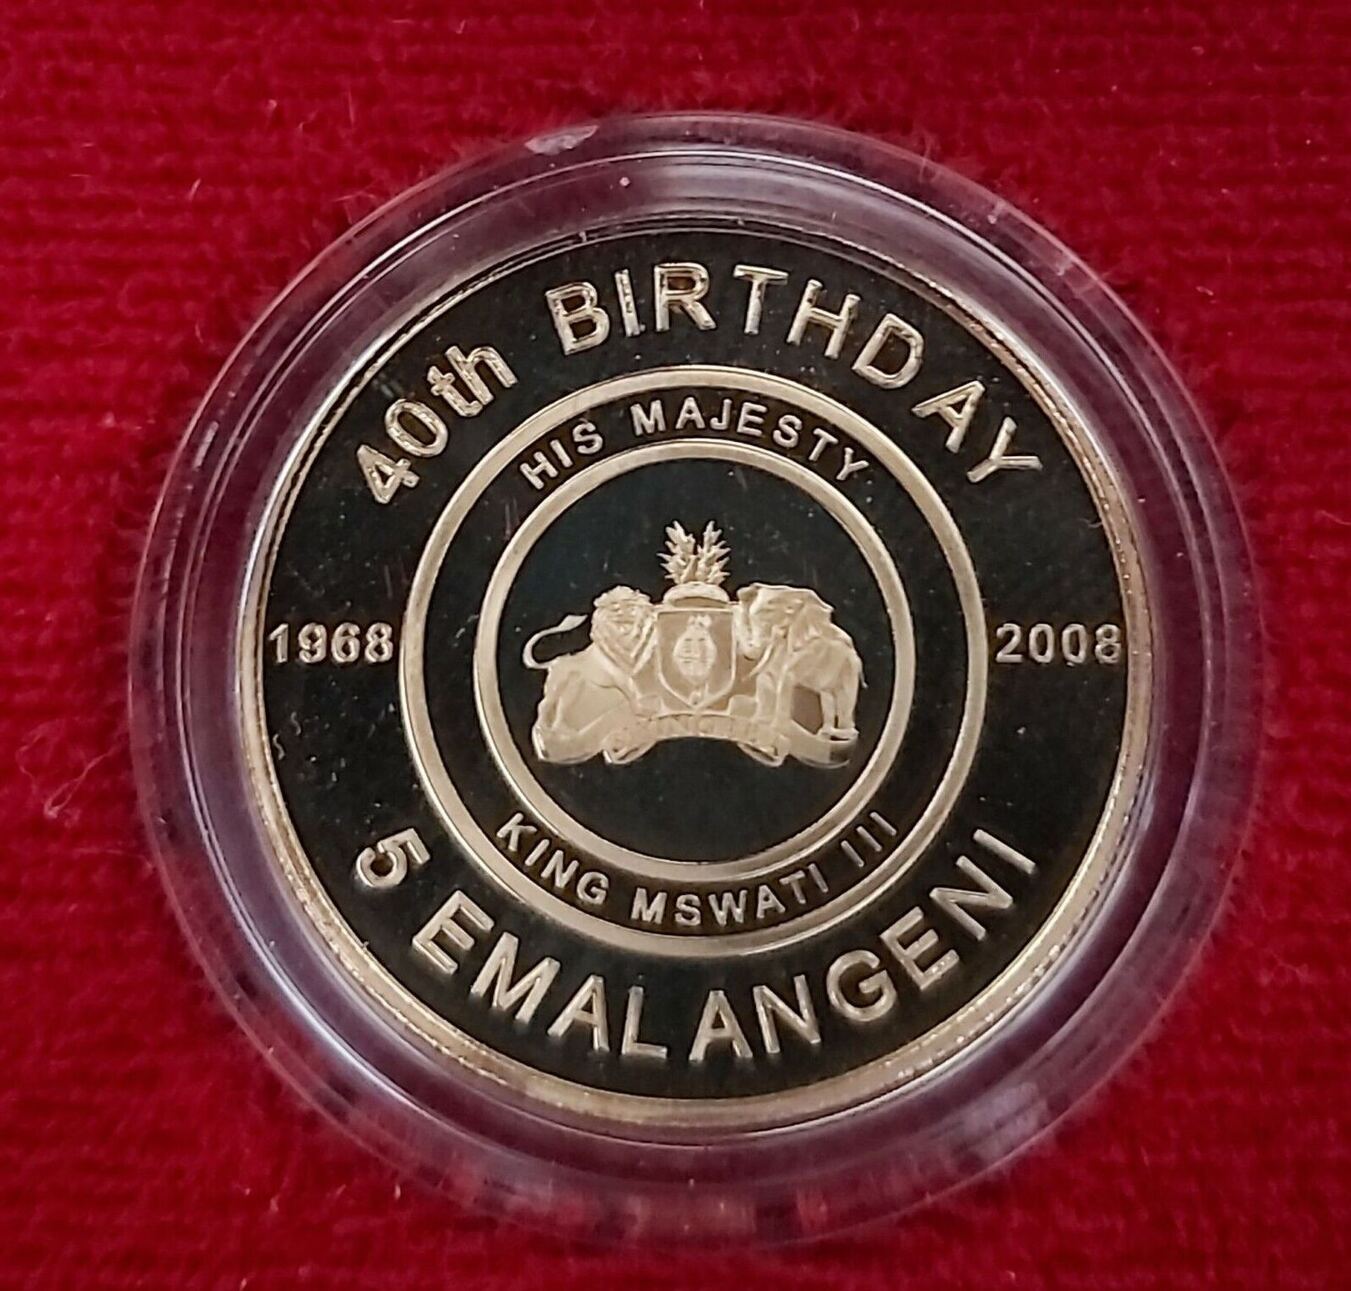 40th BIRTHDAY
HIS MAJESTY
1968
2008
KING MSWATI III
5 EMALANGENI